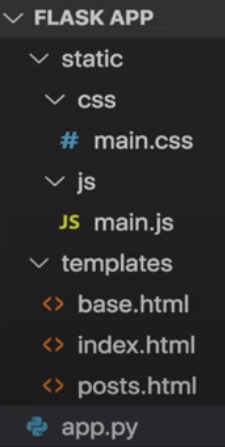 FLASK APP
static
css
# main.css
js
JS main.js
templates
<> base.html
<> index.html
<> posts.html
app.py